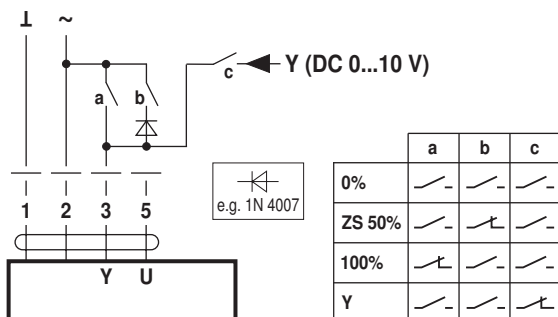 ⊥ ~
a b c Y (DC 0...10 V)
e.g. 1N 4007
1 2 3 5
Y U
a b c
0%
ZS 50%
100%
Y